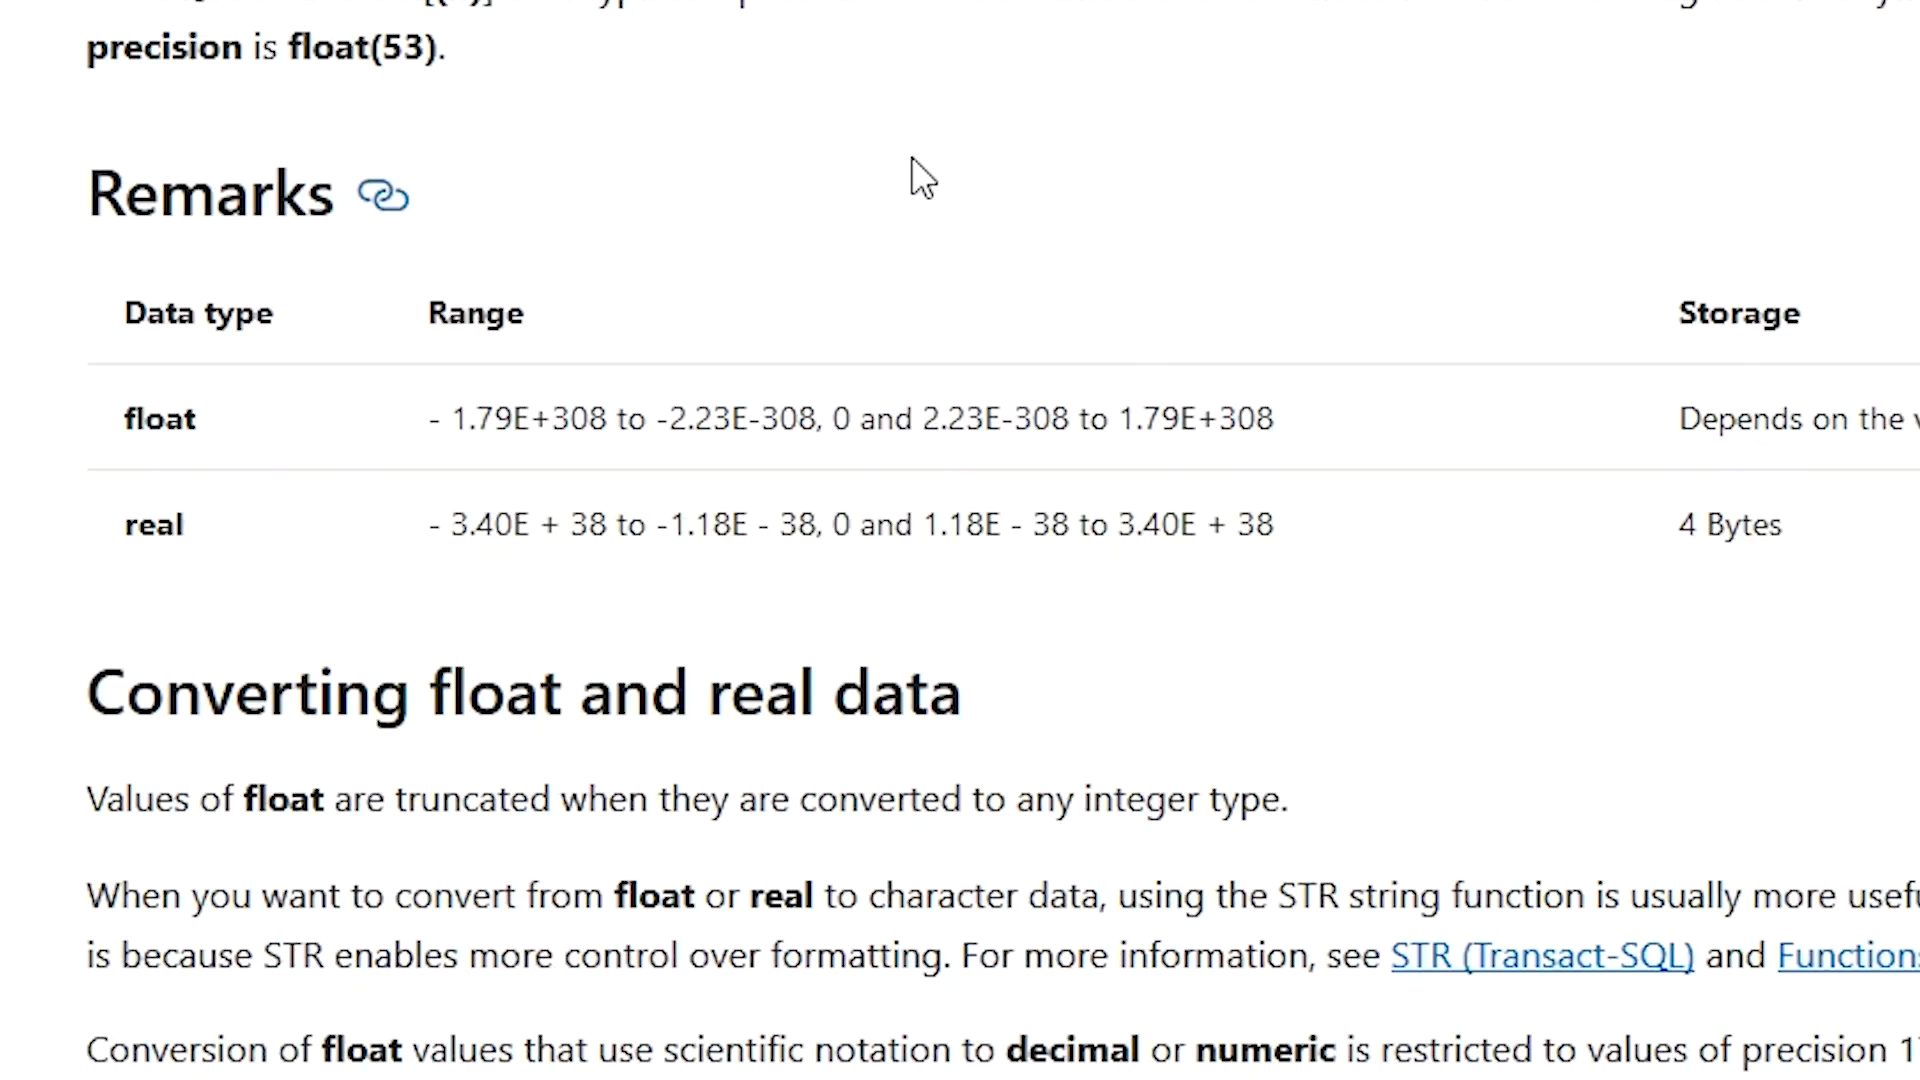 precision is float(53).
Remarks
Data type Range Storage
float - 1.79E+308 to -2.23E-308, 0 and 2.23E-308 to 1.79E+308 Depends on the
real - 3.40E + 38 to -1.18E - 38, 0 and 1.18E - 38 to 3.40E + 38 4 Bytes
Converting float and real data
Values of float are truncated when they are converted to any integer type.
When you want to convert from float or real to character data, using the STR string function is usually more
is because STR enables more control over formatting. For more information, see STR (Transact-SQL) and Functions
Conversion of float values that use scientific notation to decimal or numeric is restricted to values of precision